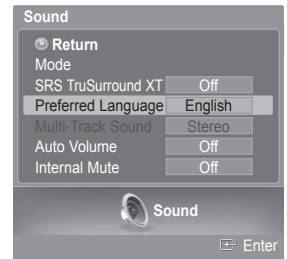 Sound
Return
Mode
SRS TruSurround XT Off
Preferred Language English
Multi-Track Sound Stereo
Auto Volume Off
Internal Mute Off
Sound
Enter